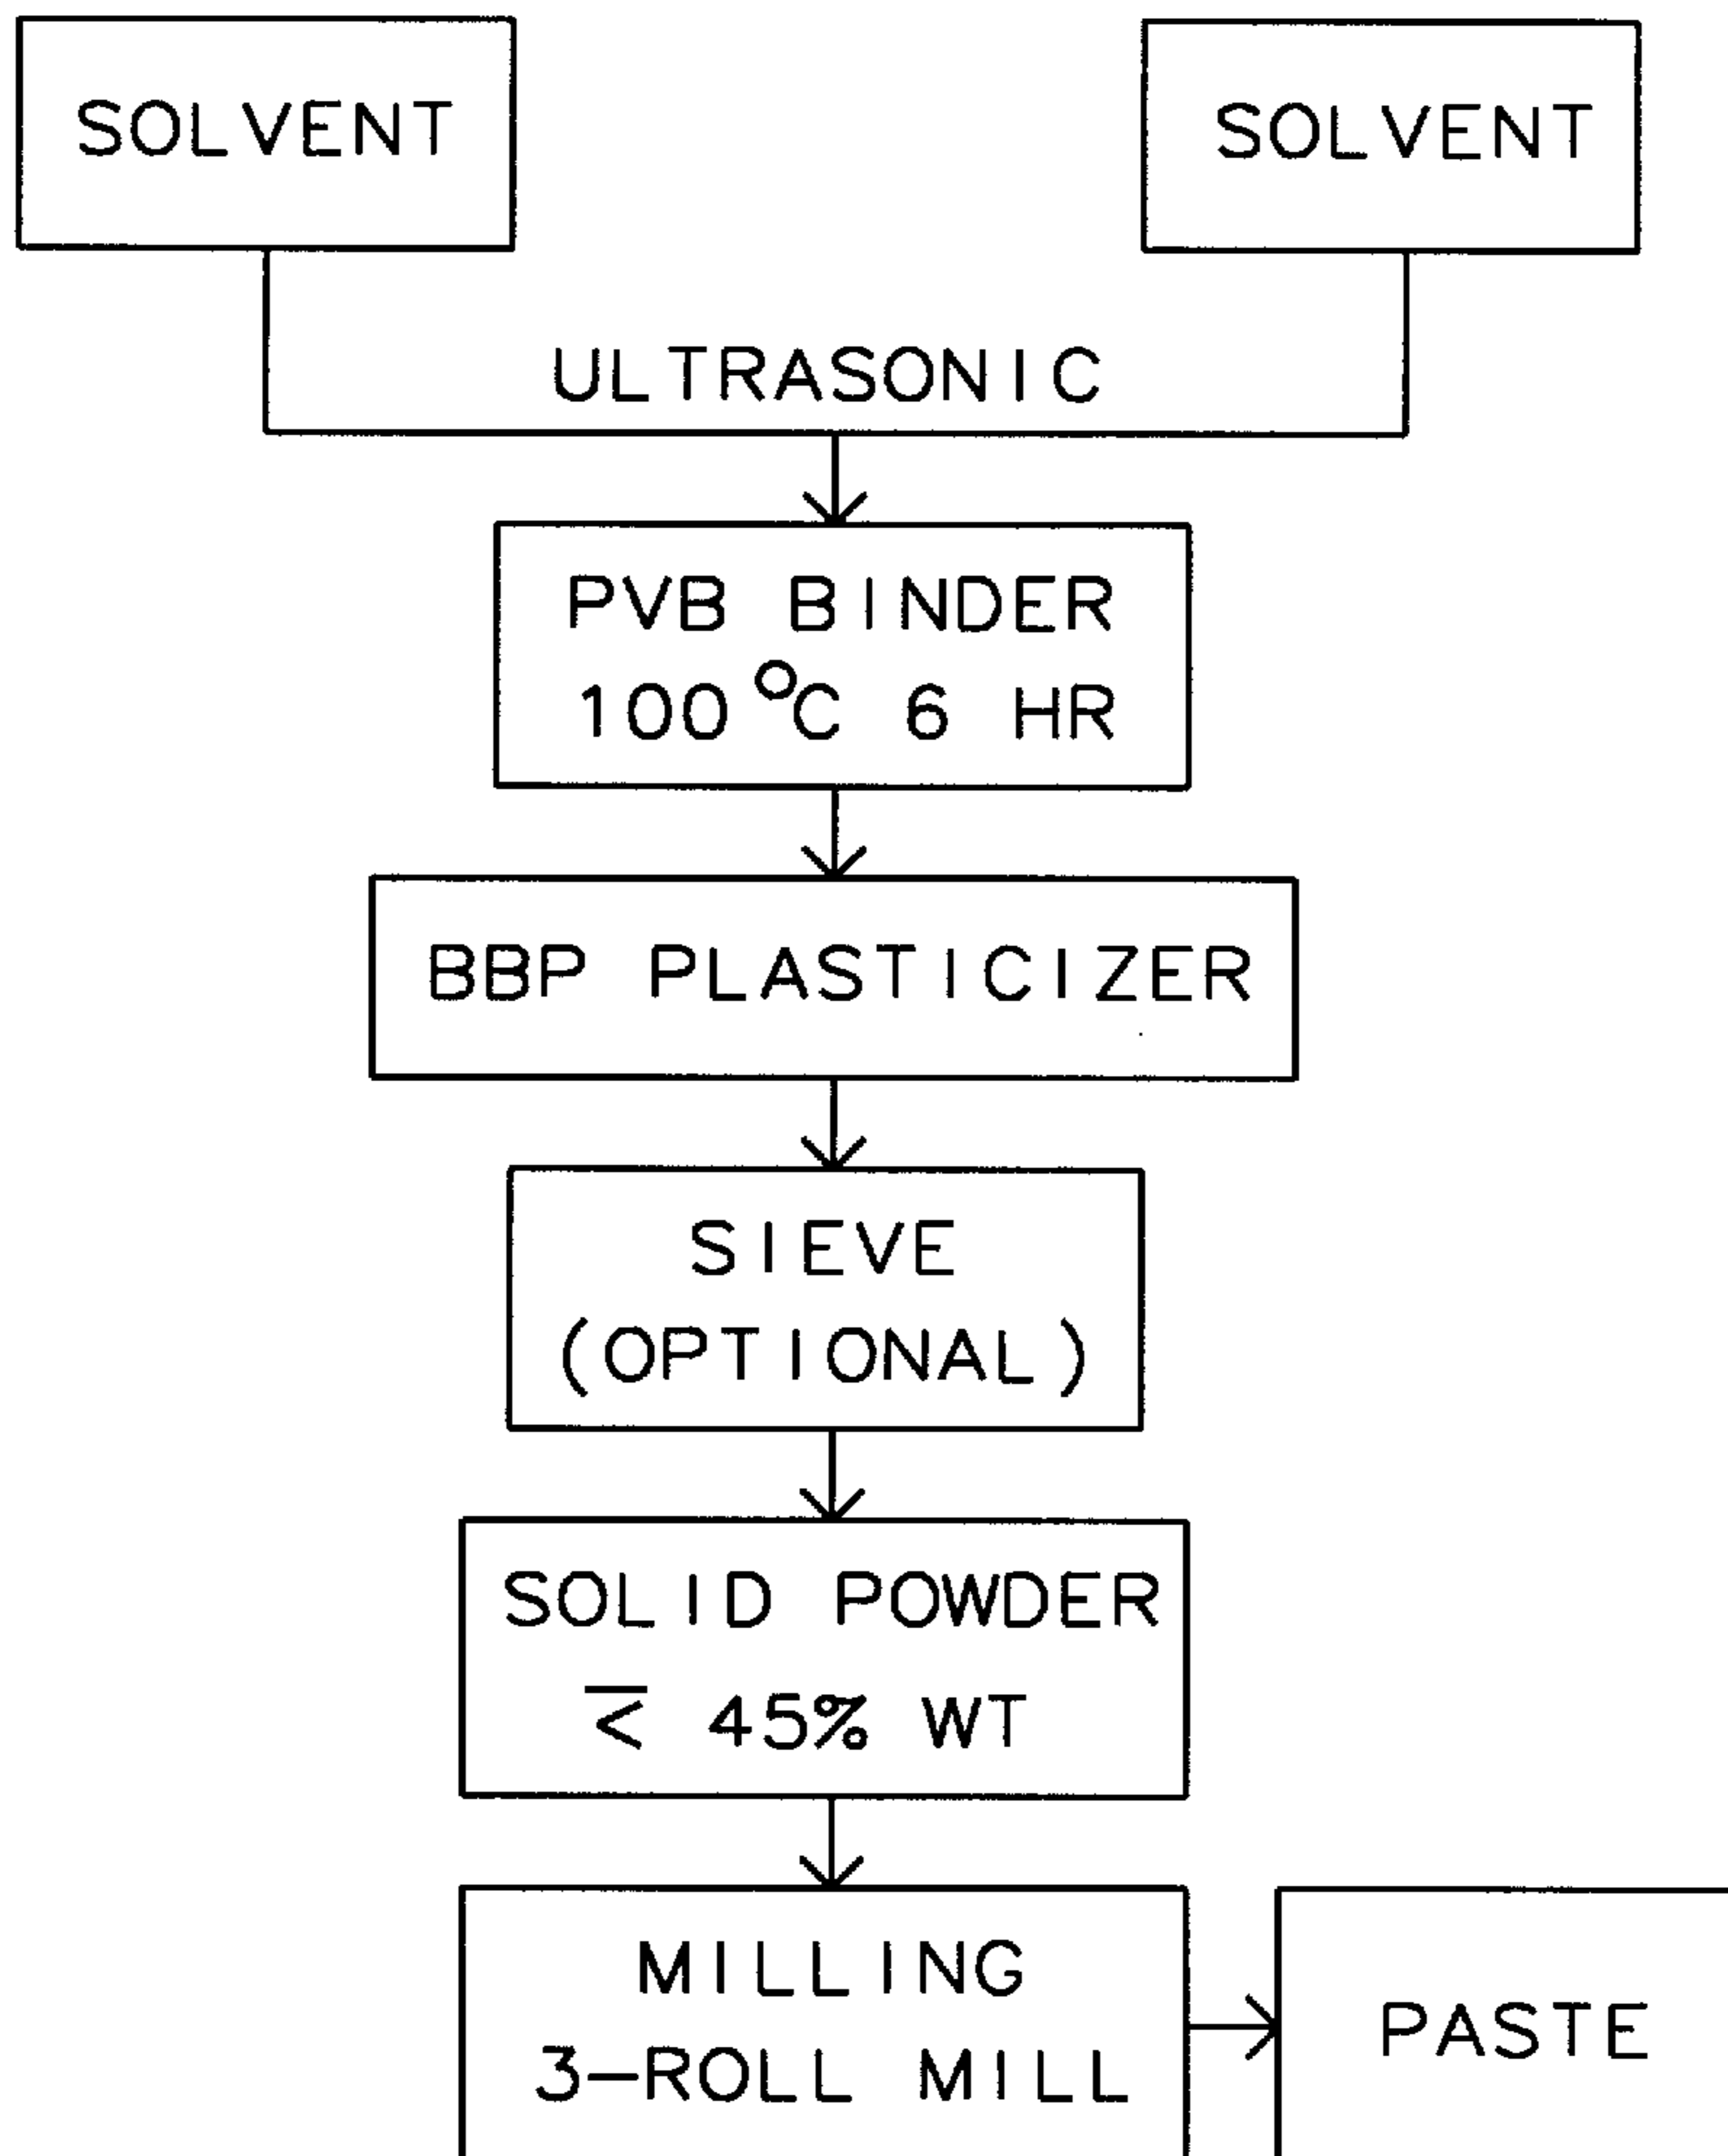 SOLVENT
SOLVENT
ULTRASONIC
PVB BINDER
100°C 6 HR
BBP PLASTICIZER
SIEVE
(OPTIONAL)
SOLID POWDER
≤ 45% WT
MILLING
3-ROLL MILL
PASTE